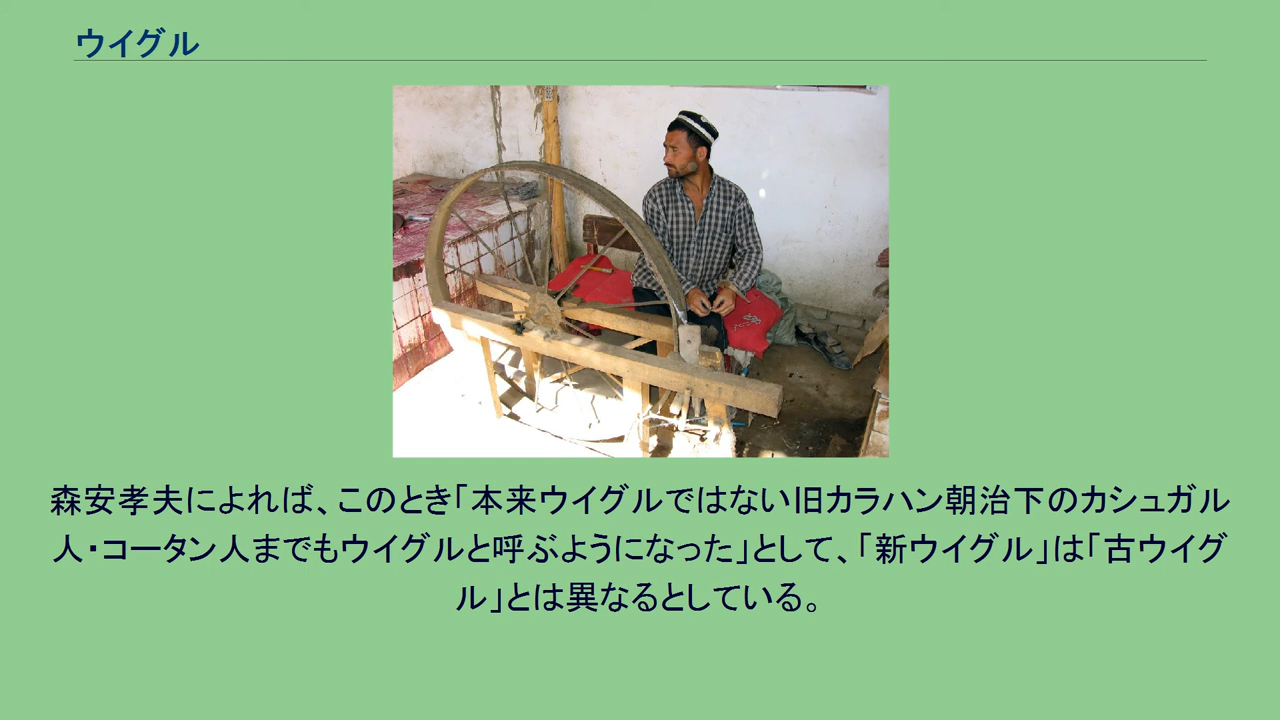 ウイグル
森安孝夫によれば、このとき「本来ウイグルではない旧カラハン朝治下のカシュガル
人・コータン人までもウイグルと呼ぶようになった」として、「新ウイグル」は「古ウイグ
ル」とは異なるとしている。